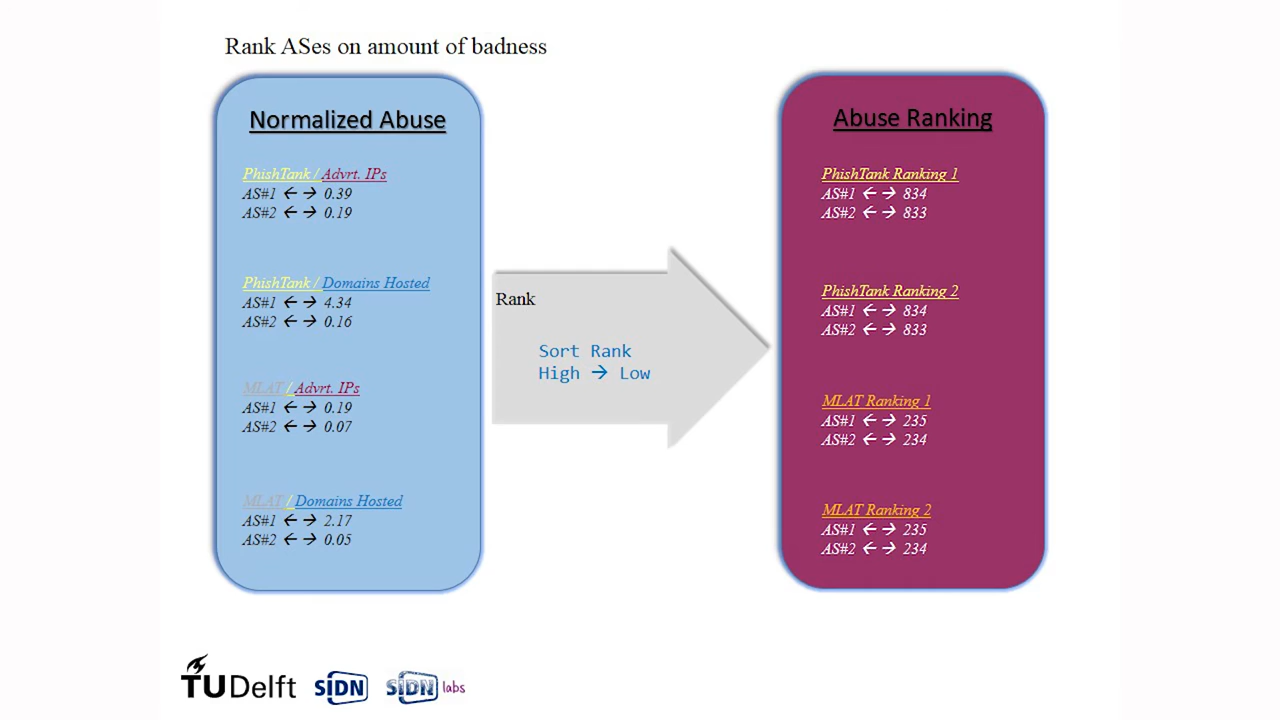 Rank ASes on amount of badness
Normalized Abuse
PhishTank / Advrt. IPs
AS#1 ← → 0.39
AS#2 ← → 0.19
PhishTank / Domains Hosted
AS#1 ← → 4.34
AS#2 ← → 0.16
MLAT / Advrt. IPs
AS#1 ← → 0.19
AS#2 ← → 0.07
MLAT / Domains Hosted
AS#1 ← → 2.17
AS#2 ← → 0.05
Rank
Sort Rank
High → Low
Abuse Ranking
PhishTank Ranking 1
AS#1 ← → 834
AS#2 ← → 833
PhishTank Ranking 2
AS#1 ← → 834
AS#2 ← → 833
MLAT Ranking 1
AS#1 ← → 235
AS#2 ← → 234
MLAT Ranking 2
AS#1 ← → 235
AS#2 ← → 234
TUDelft
SIDN
SIDN labs